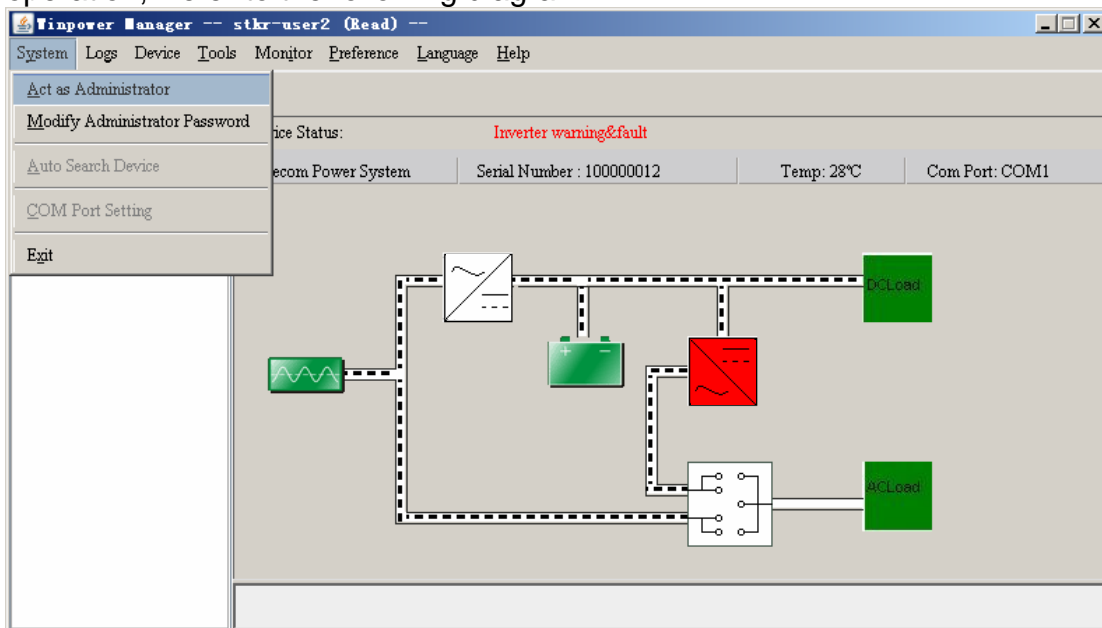 Winpower Manager -- stkr-user2 (Read) --
System Logs Device Tools Monitor Preference Language Help
Act as Administrator
Modify Administrator Password
Auto Search Device
COM Port Setting
Exit
ice Status: Inverter warning&fault
ecom Power System Serial Number : 100000012 Temp: 28℃ Com Port: COM1
DCLoad
+ -
ACLoad